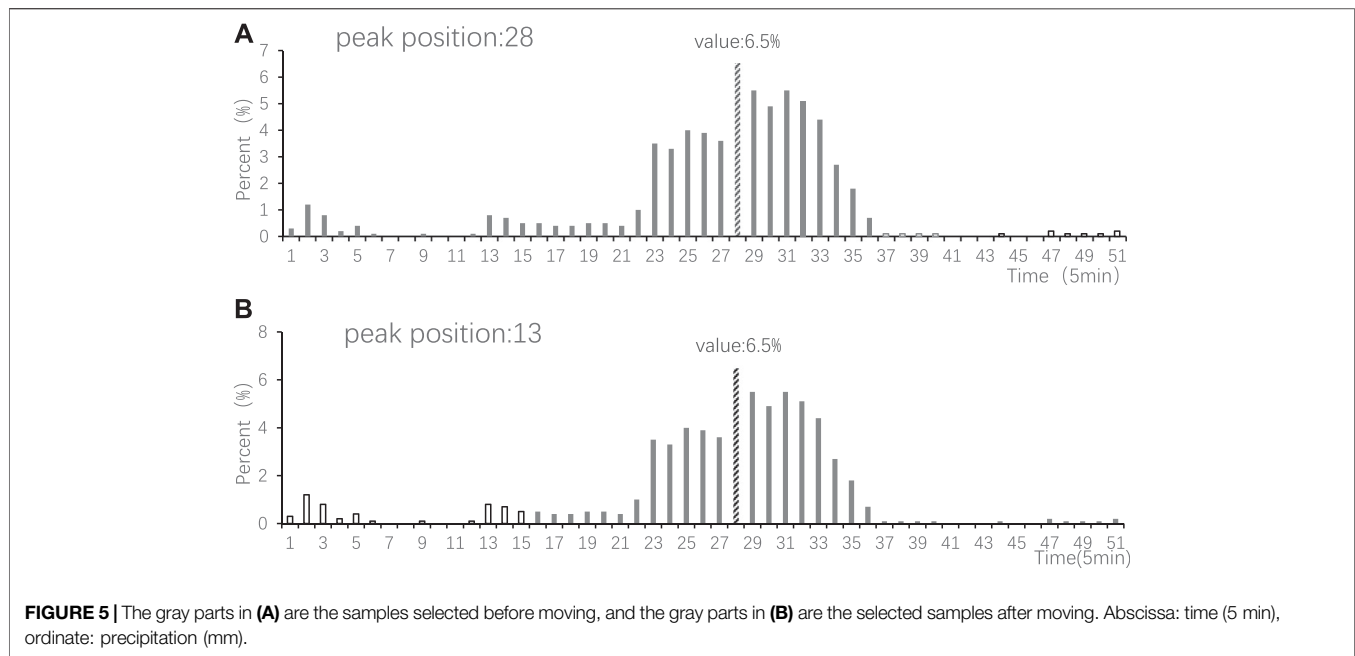 A
peak position:28
value:6.5%
Percent (%)
7
6
5
4
3
2
1
0
1 3 5 7 9 11 13 15 17 19 21 23 25 27 29 31 33 35 37 39 41 43 45 47 49 51
Time (5min)
B
peak position:13
value:6.5%
Percent (%)
8
6
4
2
0
1 3 5 7 9 11 13 15 17 19 21 23 25 27 29 31 33 35 37 39 41 43 45 47 49 51
Time(5min)
FIGURE 5 | The gray parts in (A) are the samples selected before moving, and the gray parts in (B) are the selected samples after moving. Abscissa: time (5 min),
ordinate: precipitation (mm).